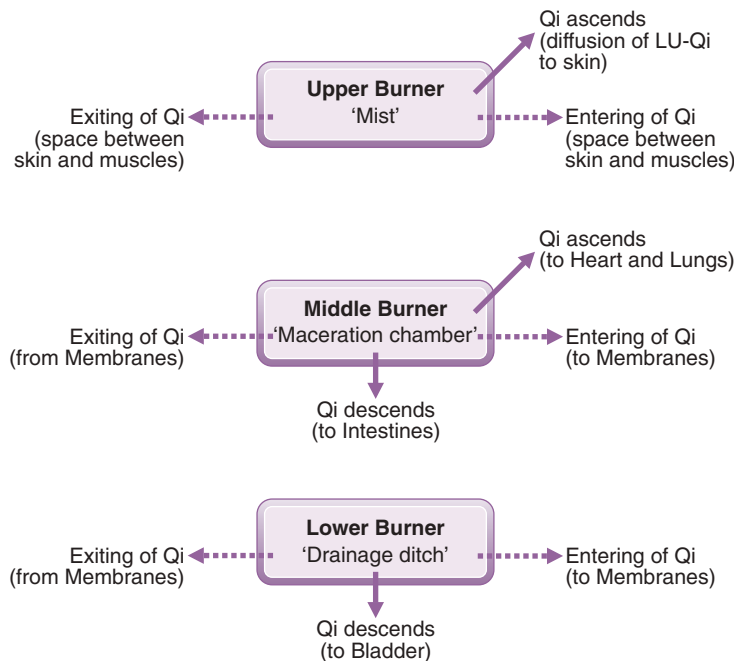 Qi ascends
(diffusion of LU-Qi
to skin)
Upper Burner
‘Mist’
Exiting of Qi
(space between
skin and muscles)
Entering of Qi
(space between
skin and muscles)
Qi ascends
(to Heart and Lungs)
Middle Burner
‘Maceration chamber’
Exiting of Qi
(from Membranes)
Entering of Qi
(to Membranes)
Qi descends
(to Intestines)
Lower Burner
‘Drainage ditch’
Exiting of Qi
(from Membranes)
Entering of Qi
(to Membranes)
Qi descends
(to Bladder)